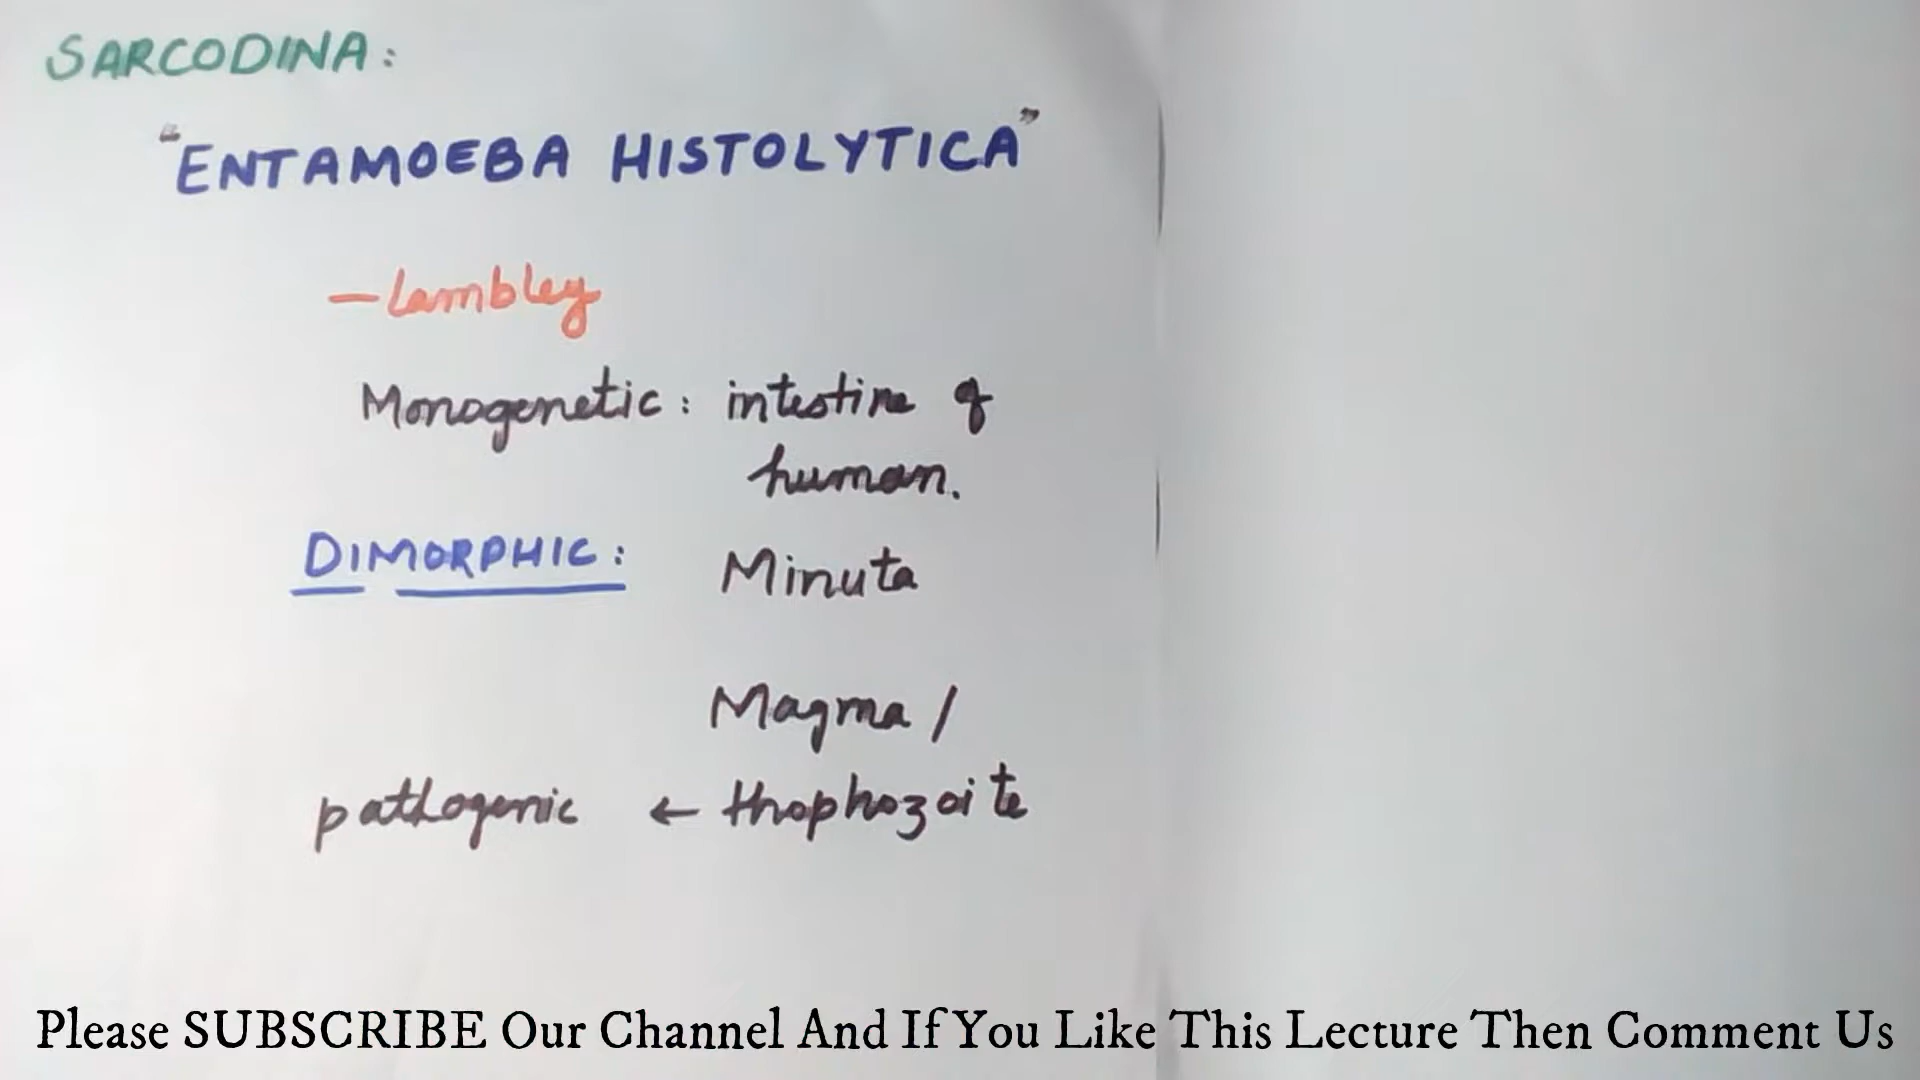 SARCODINA:
"ENTAMOEBA HISTOLYTICA"
- Lambley
Monogenetic: intestine of
human.
DIMORPHIC: Minuta
Magma /
pathogenic ← thophozoite
Please SUBSCRIBE Our Channel And If You Like This Lecture Then Comment Us